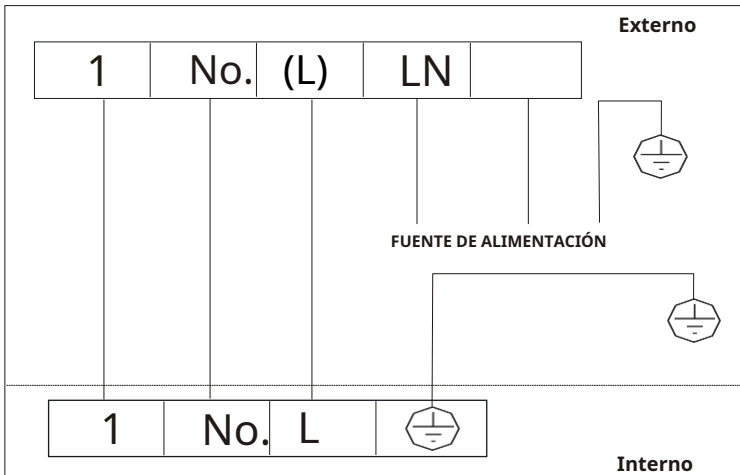 Externo
1 No. (L) LN
FUENTE DE ALIMENTACIÓN
1 No. L
Interno